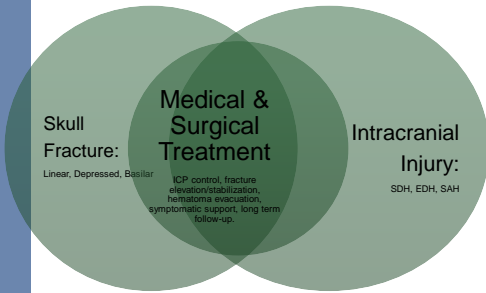 Skull
Fracture:
Linear, Depressed, Basilar
Medical &
Surgical
Treatment
ICP control, fracture
elevation/stabilization,
hematoma evacuation,
symptomatic support, long term
follow-up.
Intracranial
Injury:
SDH, EDH, SAH